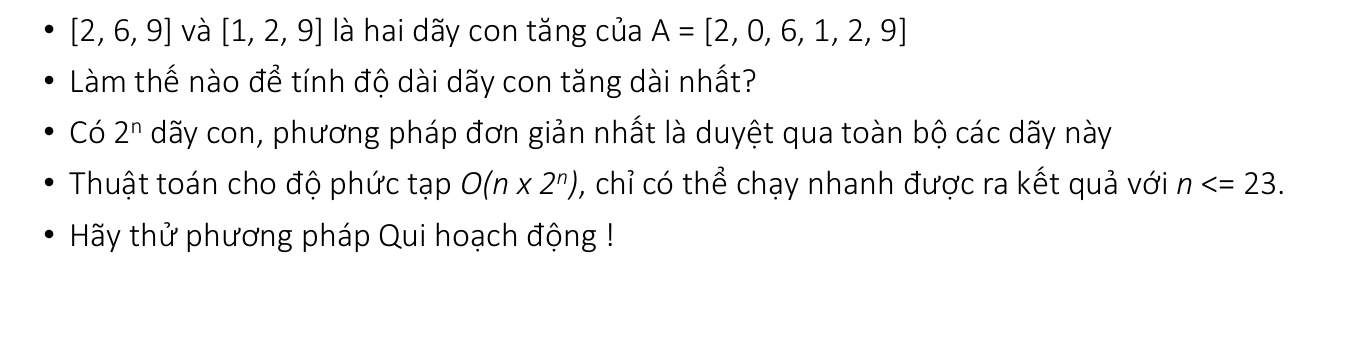 • [2, 6, 9] và [1, 2, 9] là hai dãy con tăng của A = [2, 0, 6, 1, 2, 9]
• Làm thế nào để tính độ dài dãy con tăng dài nhất?
• Có 2ⁿ dãy con, phương pháp đơn giản nhất là duyệt qua toàn bộ các dãy này
• Thuật toán cho độ phức tạp O(n x 2ⁿ), chỉ có thể chạy nhanh được ra kết quả với n <= 23.
• Hãy thử phương pháp Qui hoạch động !